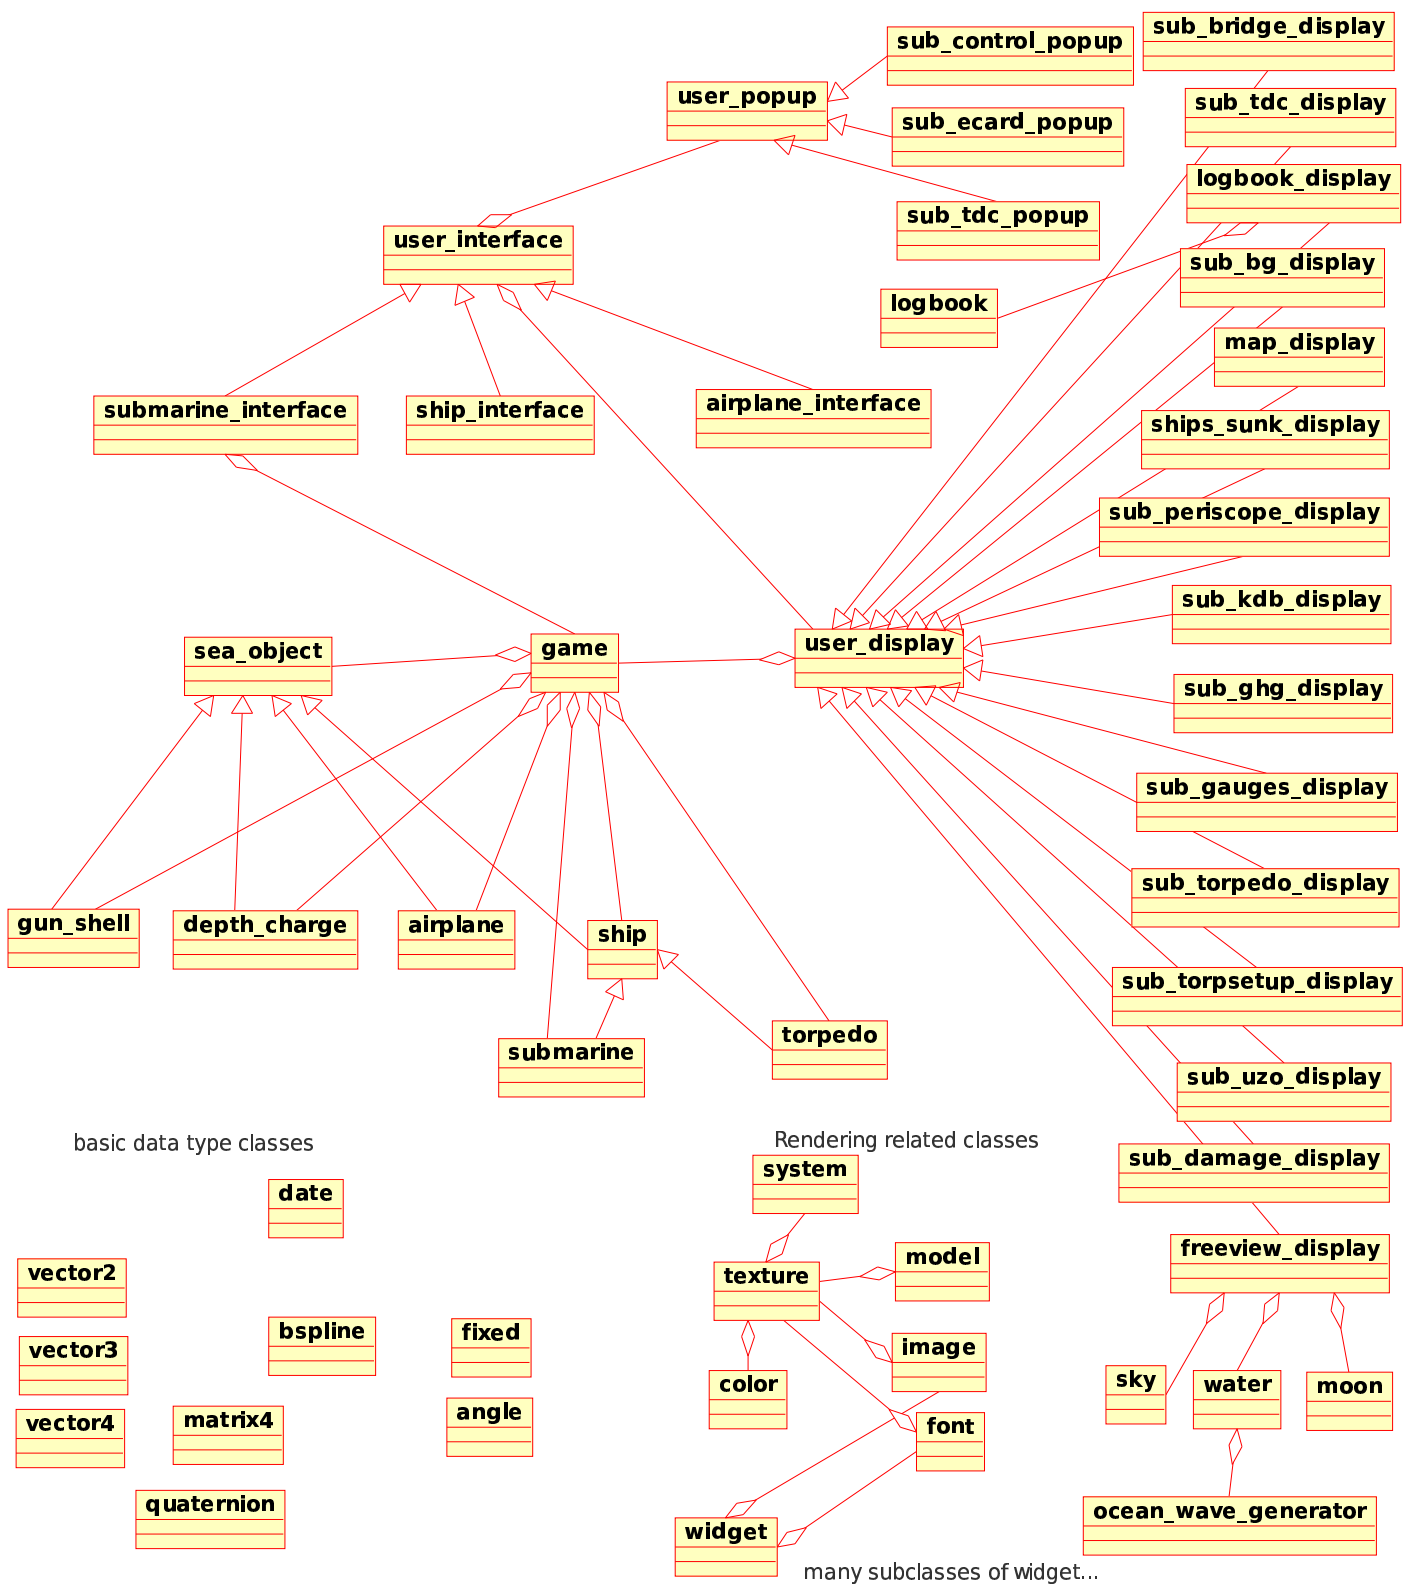 sub_bridge_display
sub_control_popup
user_popup
sub_tdc_display
sub_ecard_popup
logbook_display
sub_tdc_popup
user_interface
sub_bg_display
logbook
map_display
submarine_interface
ship_interface
airplane_interface
ships_sunk_display
sub_periscope_display
sub_kdb_display
sea_object
game
user_display
sub_ghg_display
sub_gauges_display
sub_torpedo_display
gun_shell
depth_charge
airplane
ship
sub_torpsetup_display
submarine
torpedo
sub_uzo_display
basic data type classes
Rendering related classes
sub_damage_display
system
date
freeview_display
vector2
texture
model
vector3
bspline
fixed
image
sky
water
moon
color
vector4
matrix4
angle
font
quaternion
ocean_wave_generator
widget
many subclasses of widget...